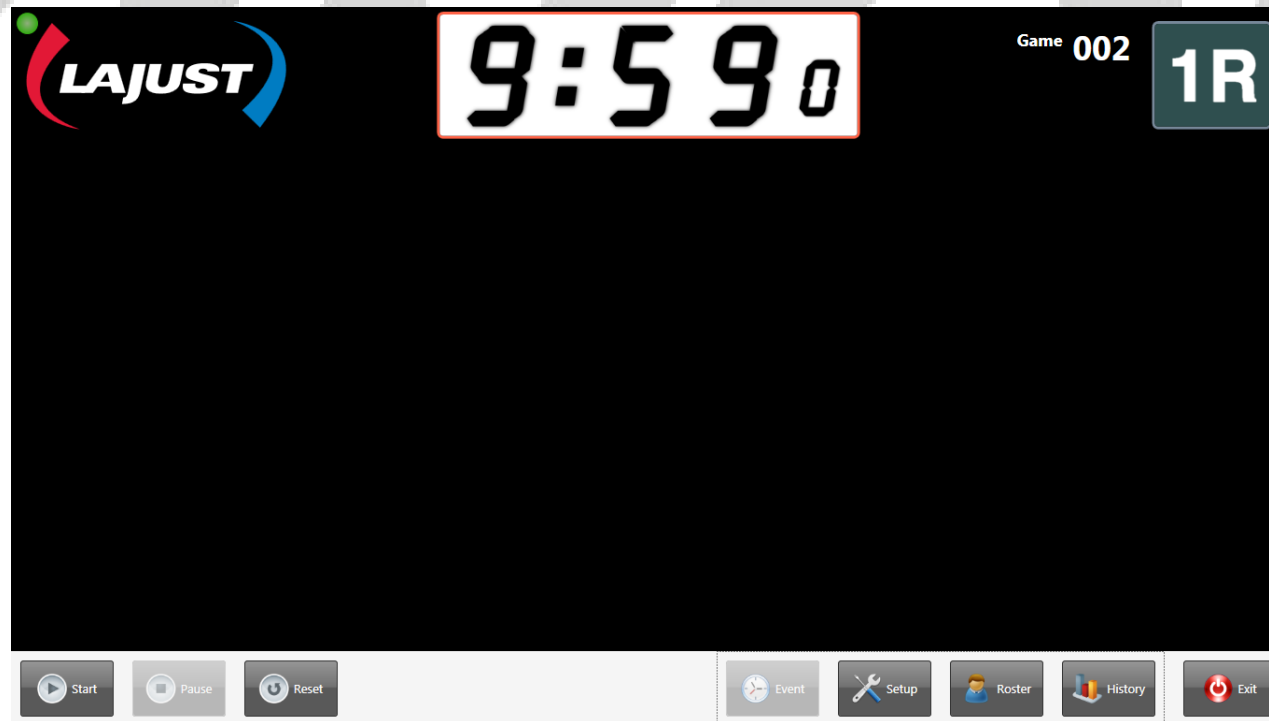 LAJUST
9:59 0
Game 002
1R
Start
Pause
Reset
Event
Setup
Roster
History
Exit